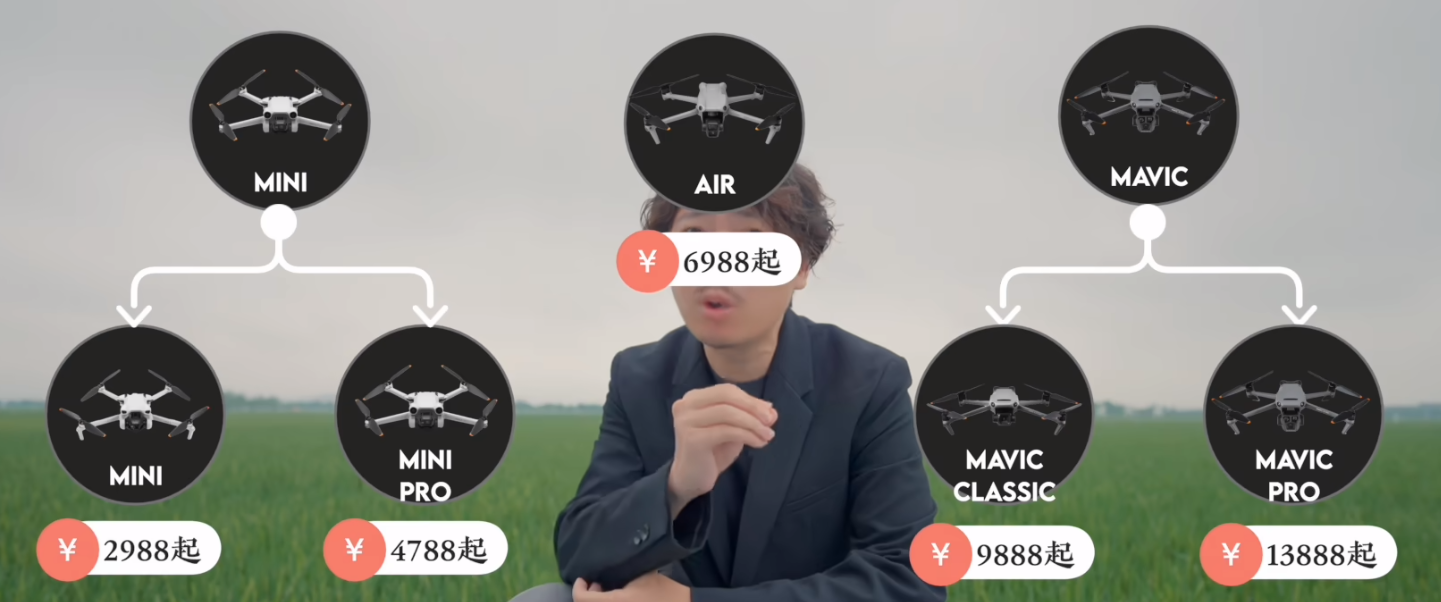 MINI
AIR
MAVIC
¥ 6988起
MINI
MINI
PRO
MAVIC
CLASSIC
MAVIC
PRO
¥ 2988起
¥ 4788起
¥ 9888起
¥ 13888起